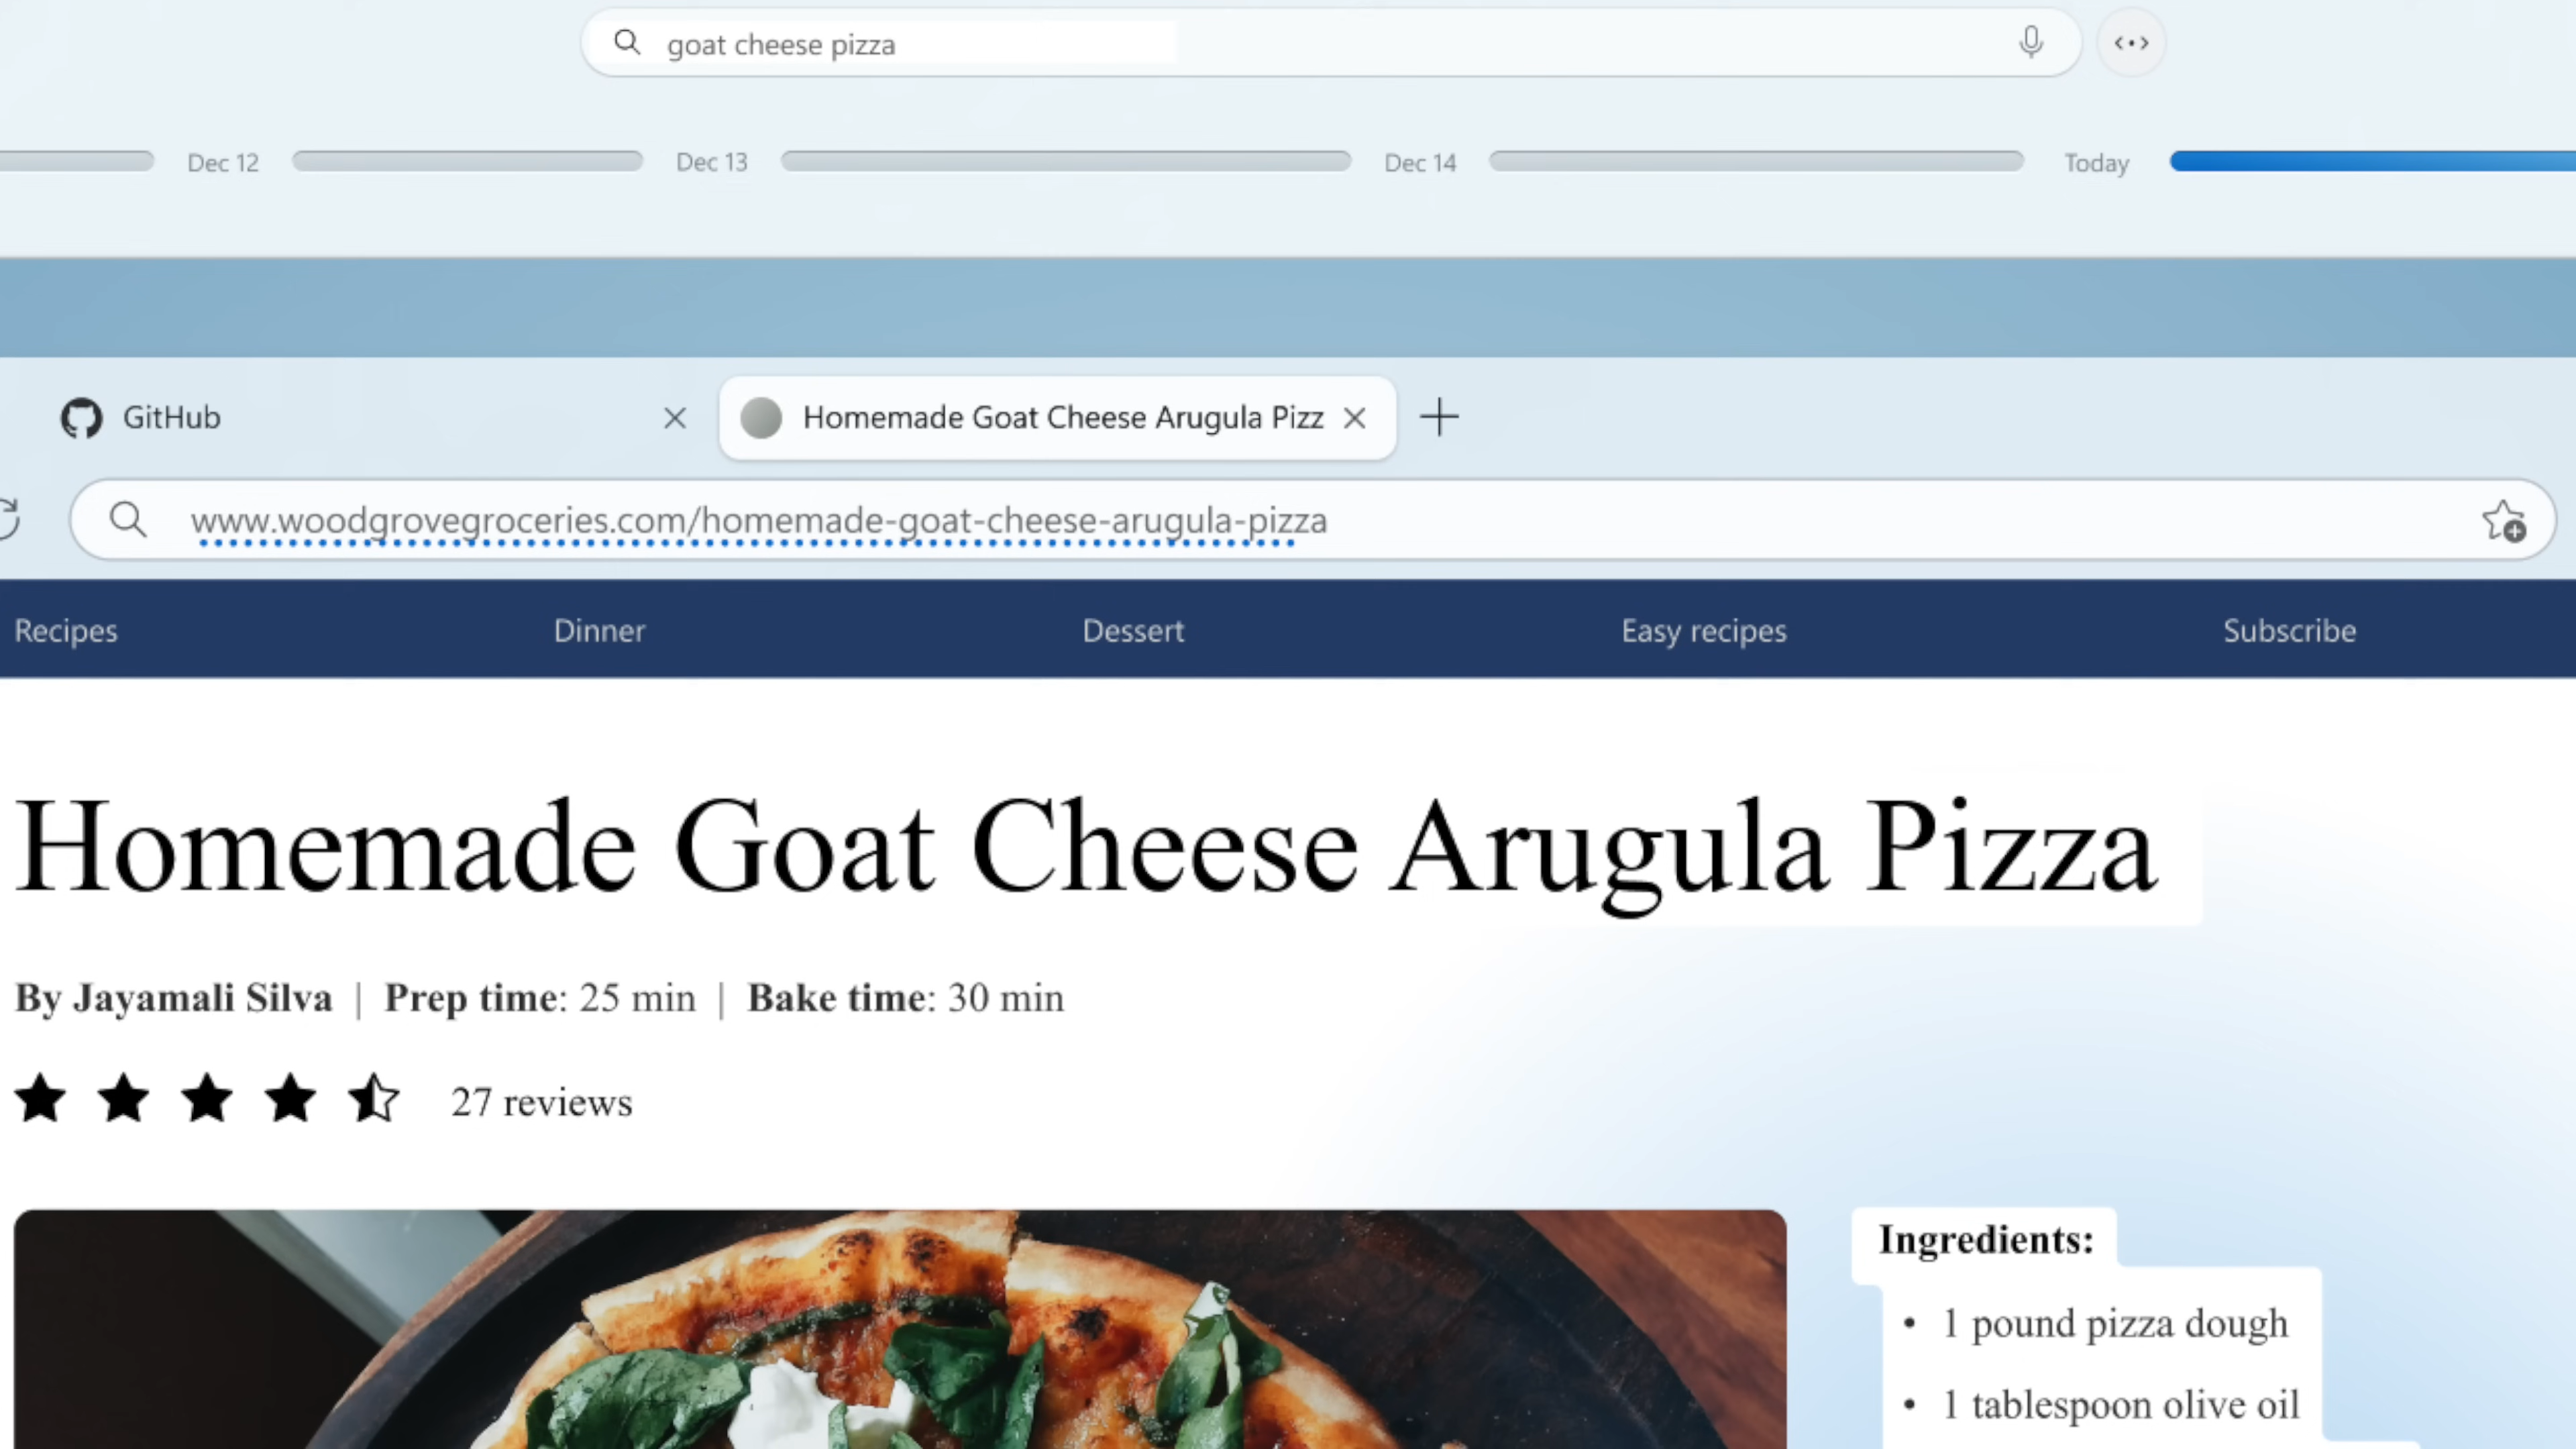 goat cheese pizza
Dec 12 Dec 13 Dec 14 Today
GitHub Homemade Goat Cheese Arugula Pizz
www.woodgrovegroceries.com/homemade-goat-cheese-arugula-pizza
Recipes Dinner Dessert Easy recipes Subscribe
Homemade Goat Cheese Arugula Pizza
By Jayamali Silva | Prep time: 25 min | Bake time: 30 min
27 reviews
Ingredients:
• 1 pound pizza dough
• 1 tablespoon olive oil